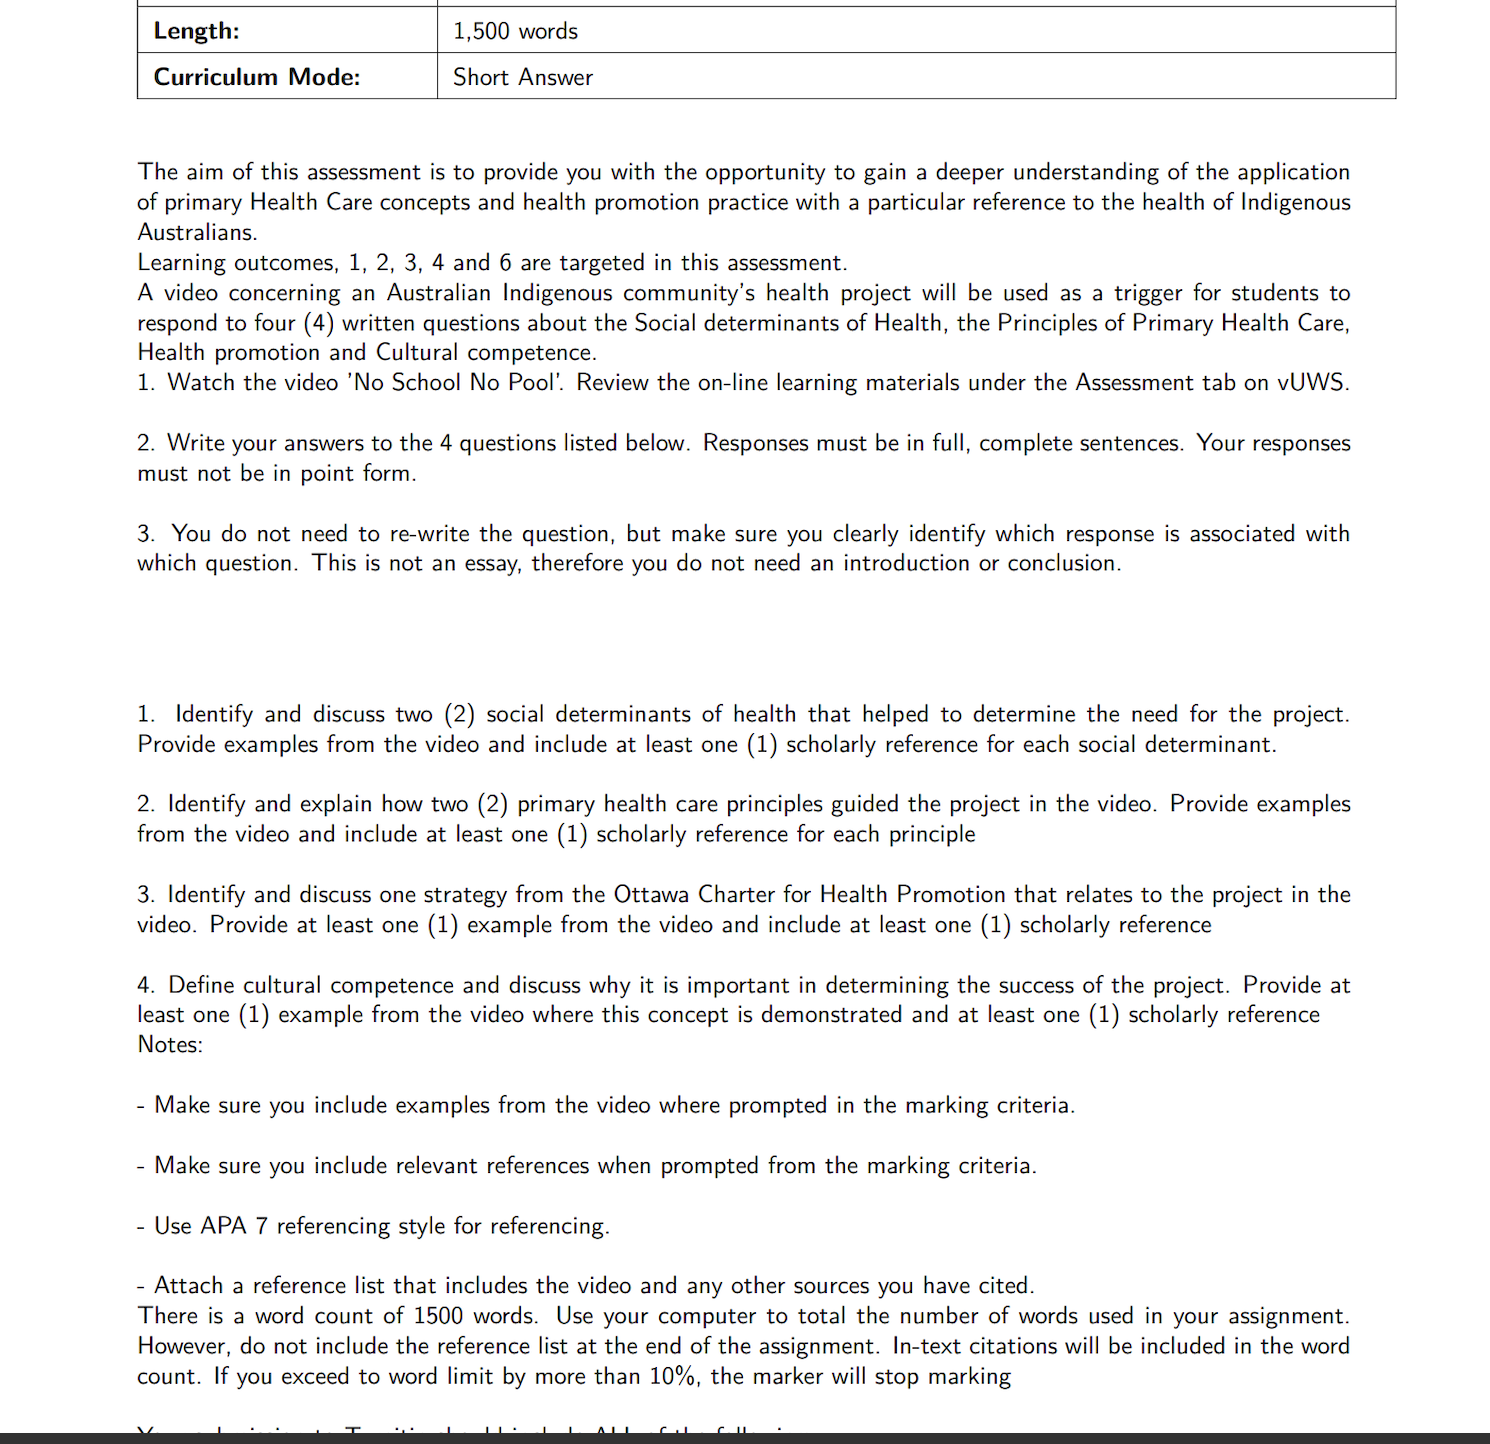 Length: 1,500 words
Curriculum Mode: Short Answer
The aim of this assessment is to provide you with the opportunity to gain a deeper understanding of the application
of primary Health Care concepts and health promotion practice with a particular reference to the health of Indigenous
Australians.
Learning outcomes, 1, 2, 3, 4 and 6 are targeted in this assessment.
A video concerning an Australian Indigenous community's health project will be used as a trigger for students to
respond to four (4) written questions about the Social determinants of Health, the Principles of Primary Health Care,
Health promotion and Cultural competence.
1. Watch the video 'No School No Pool'. Review the on-line learning materials under the Assessment tab on vUWS.
2. Write your answers to the 4 questions listed below. Responses must be in full, complete sentences. Your responses
must not be in point form.
3. You do not need to re-write the question, but make sure you clearly identify which response is associated with
which question. This is not an essay, therefore you do not need an introduction or conclusion.
1. Identify and discuss two (2) social determinants of health that helped to determine the need for the project.
Provide examples from the video and include at least one (1) scholarly reference for each social determinant.
2. Identify and explain how two (2) primary health care principles guided the project in the video. Provide examples
from the video and include at least one (1) scholarly reference for each principle
3. Identify and discuss one strategy from the Ottawa Charter for Health Promotion that relates to the project in the
video. Provide at least one (1) example from the video and include at least one (1) scholarly reference
4. Define cultural competence and discuss why it is important in determining the success of the project. Provide at
least one (1) example from the video where this concept is demonstrated and at least one (1) scholarly reference
Notes:
- Make sure you include examples from the video where prompted in the marking criteria.
- Make sure you include relevant references when prompted from the marking criteria.
- Use APA 7 referencing style for referencing.
- Attach a reference list that includes the video and any other sources you have cited.
There is a word count of 1500 words. Use your computer to total the number of words used in your assignment.
However, do not include the reference list at the end of the assignment. In-text citations will be included in the word
count. If you exceed to word limit by more than 10%, the marker will stop marking